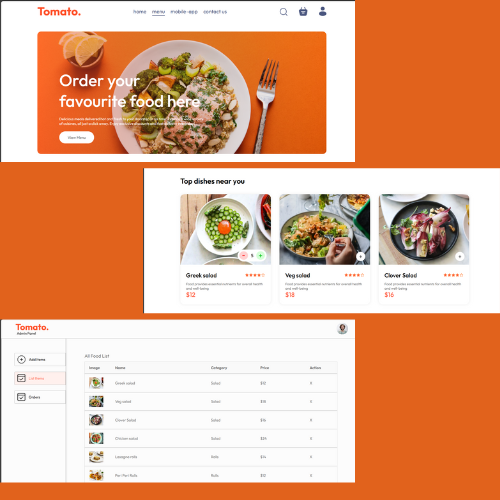 Tomato.
home menu mobile-app contact us
Order your
favourite food here
View Menu
Top dishes near you
Greek salad
Food provides essential nutrients for overall health
and well-being
$12
Veg salad
Food provides essential nutrients for overall health
and well-being
$18
Clover Salad
Food provides essential nutrients for overall health
and well-being
$16
Tomato.
Admin Panel
Add Items
List Items
Orders
All Food List
Image Name Category Price Action
Greek salad Salad $12 X
Veg salad Salad $18 X
Clover Salad Salad $16 X
Chicken salad Salad $24 X
Lasagna rolls Rolls $14 X
Peri Peri Rolls Rolls $12 X